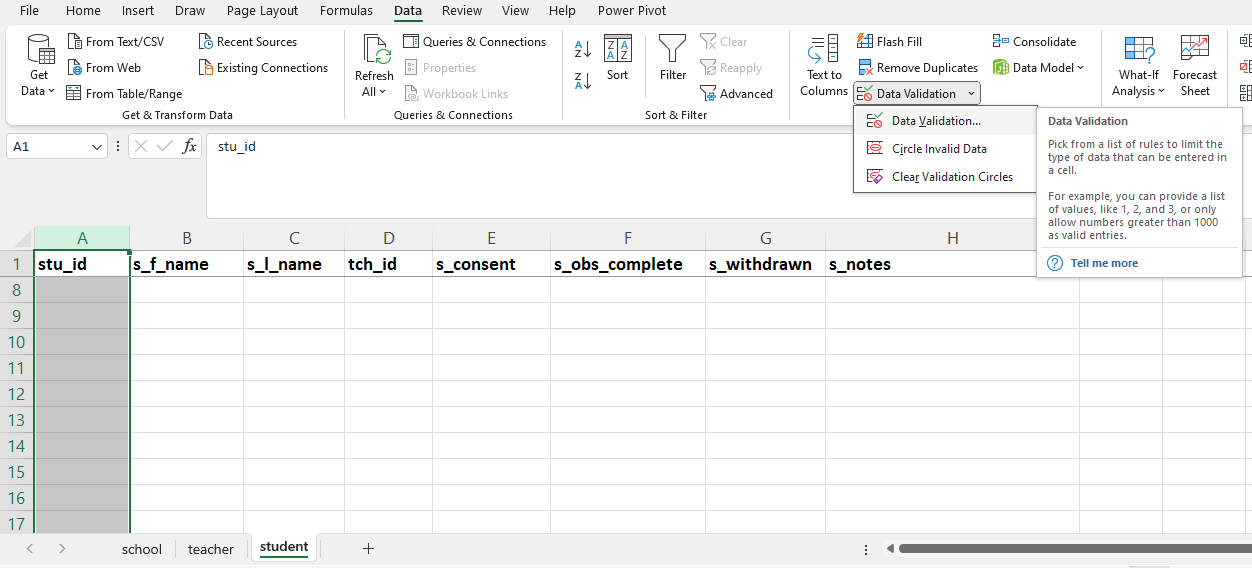 File Home Insert Draw Page Layout Formulas Data Review View Help Power Pivot
Get Data
From Text/CSV
From Web
From Table/Range
Recent Sources
Existing Connections
Get & Transform Data
Refresh All
Queries & Connections
Properties
Workbook Links
Queries & Connections
A Z
Z A
Z A A Z
Sort
Filter
Clear
Reapply
Advanced
Sort & Filter
Text to Columns
Flash Fill
Remove Duplicates
Data Validation
Consolidate
Data Model
What-If Analysis
Forecast Sheet
Data Validation...
Circle Invalid Data
Clear Validation Circles
Data Validation
Pick from a list of rules to limit the
type of data that can be entered in
a cell.
For example, you can provide a list
of values, like 1, 2, and 3, or only
allow numbers greater than 1000
as valid entries.
Tell me more
A1 fx stu_id
A B C D E F G H
1 stu_id s_f_name s_l_name tch_id s_consent s_obs_complete s_withdrawn s_notes
8
9
10
11
12
13
14
15
16
17
school teacher student